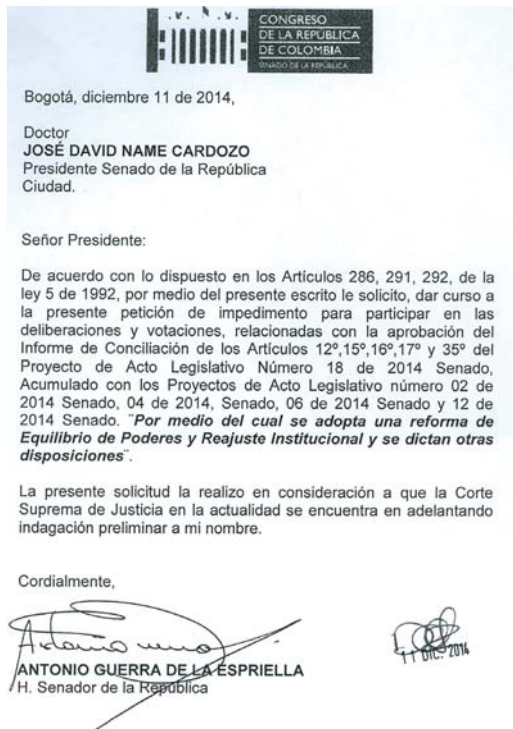 CONGRESO
DE LA REPÚBLICA
DE COLOMBIA
SENADO DE LA REPÚBLICA
Bogotá, diciembre 11 de 2014,
Doctor
JOSÉ DAVID NAME CARDOZO
Presidente Senado de la República
Ciudad.
Señor Presidente:
De acuerdo con lo dispuesto en los Artículos 286, 291, 292, de la
ley 5 de 1992, por medio del presente escrito le solicito, dar curso a
la presente petición de impedimento para participar en las
deliberaciones y votaciones, relacionadas con la aprobación del
Informe de Conciliación de los Artículos 12º,15º,16º,17º y 35º del
Proyecto de Acto Legislativo Número 18 de 2014 Senado,
Acumulado con los Proyectos de Acto Legislativo número 02 de
2014 Senado, 04 de 2014, Senado, 06 de 2014 Senado y 12 de
2014 Senado. ¨Por medio del cual se adopta una reforma de
Equilibrio de Poderes y Reajuste Institucional y se dictan otras
disposiciones¨.
La presente solicitud la realizo en consideración a que la Corte
Suprema de Justicia en la actualidad se encuentra en adelantando
indagación preliminar a mi nombre.
Cordialmente,
ANTONIO GUERRA DE LA ESPRIELLA
H. Senador de la República
11 DIC. 2014